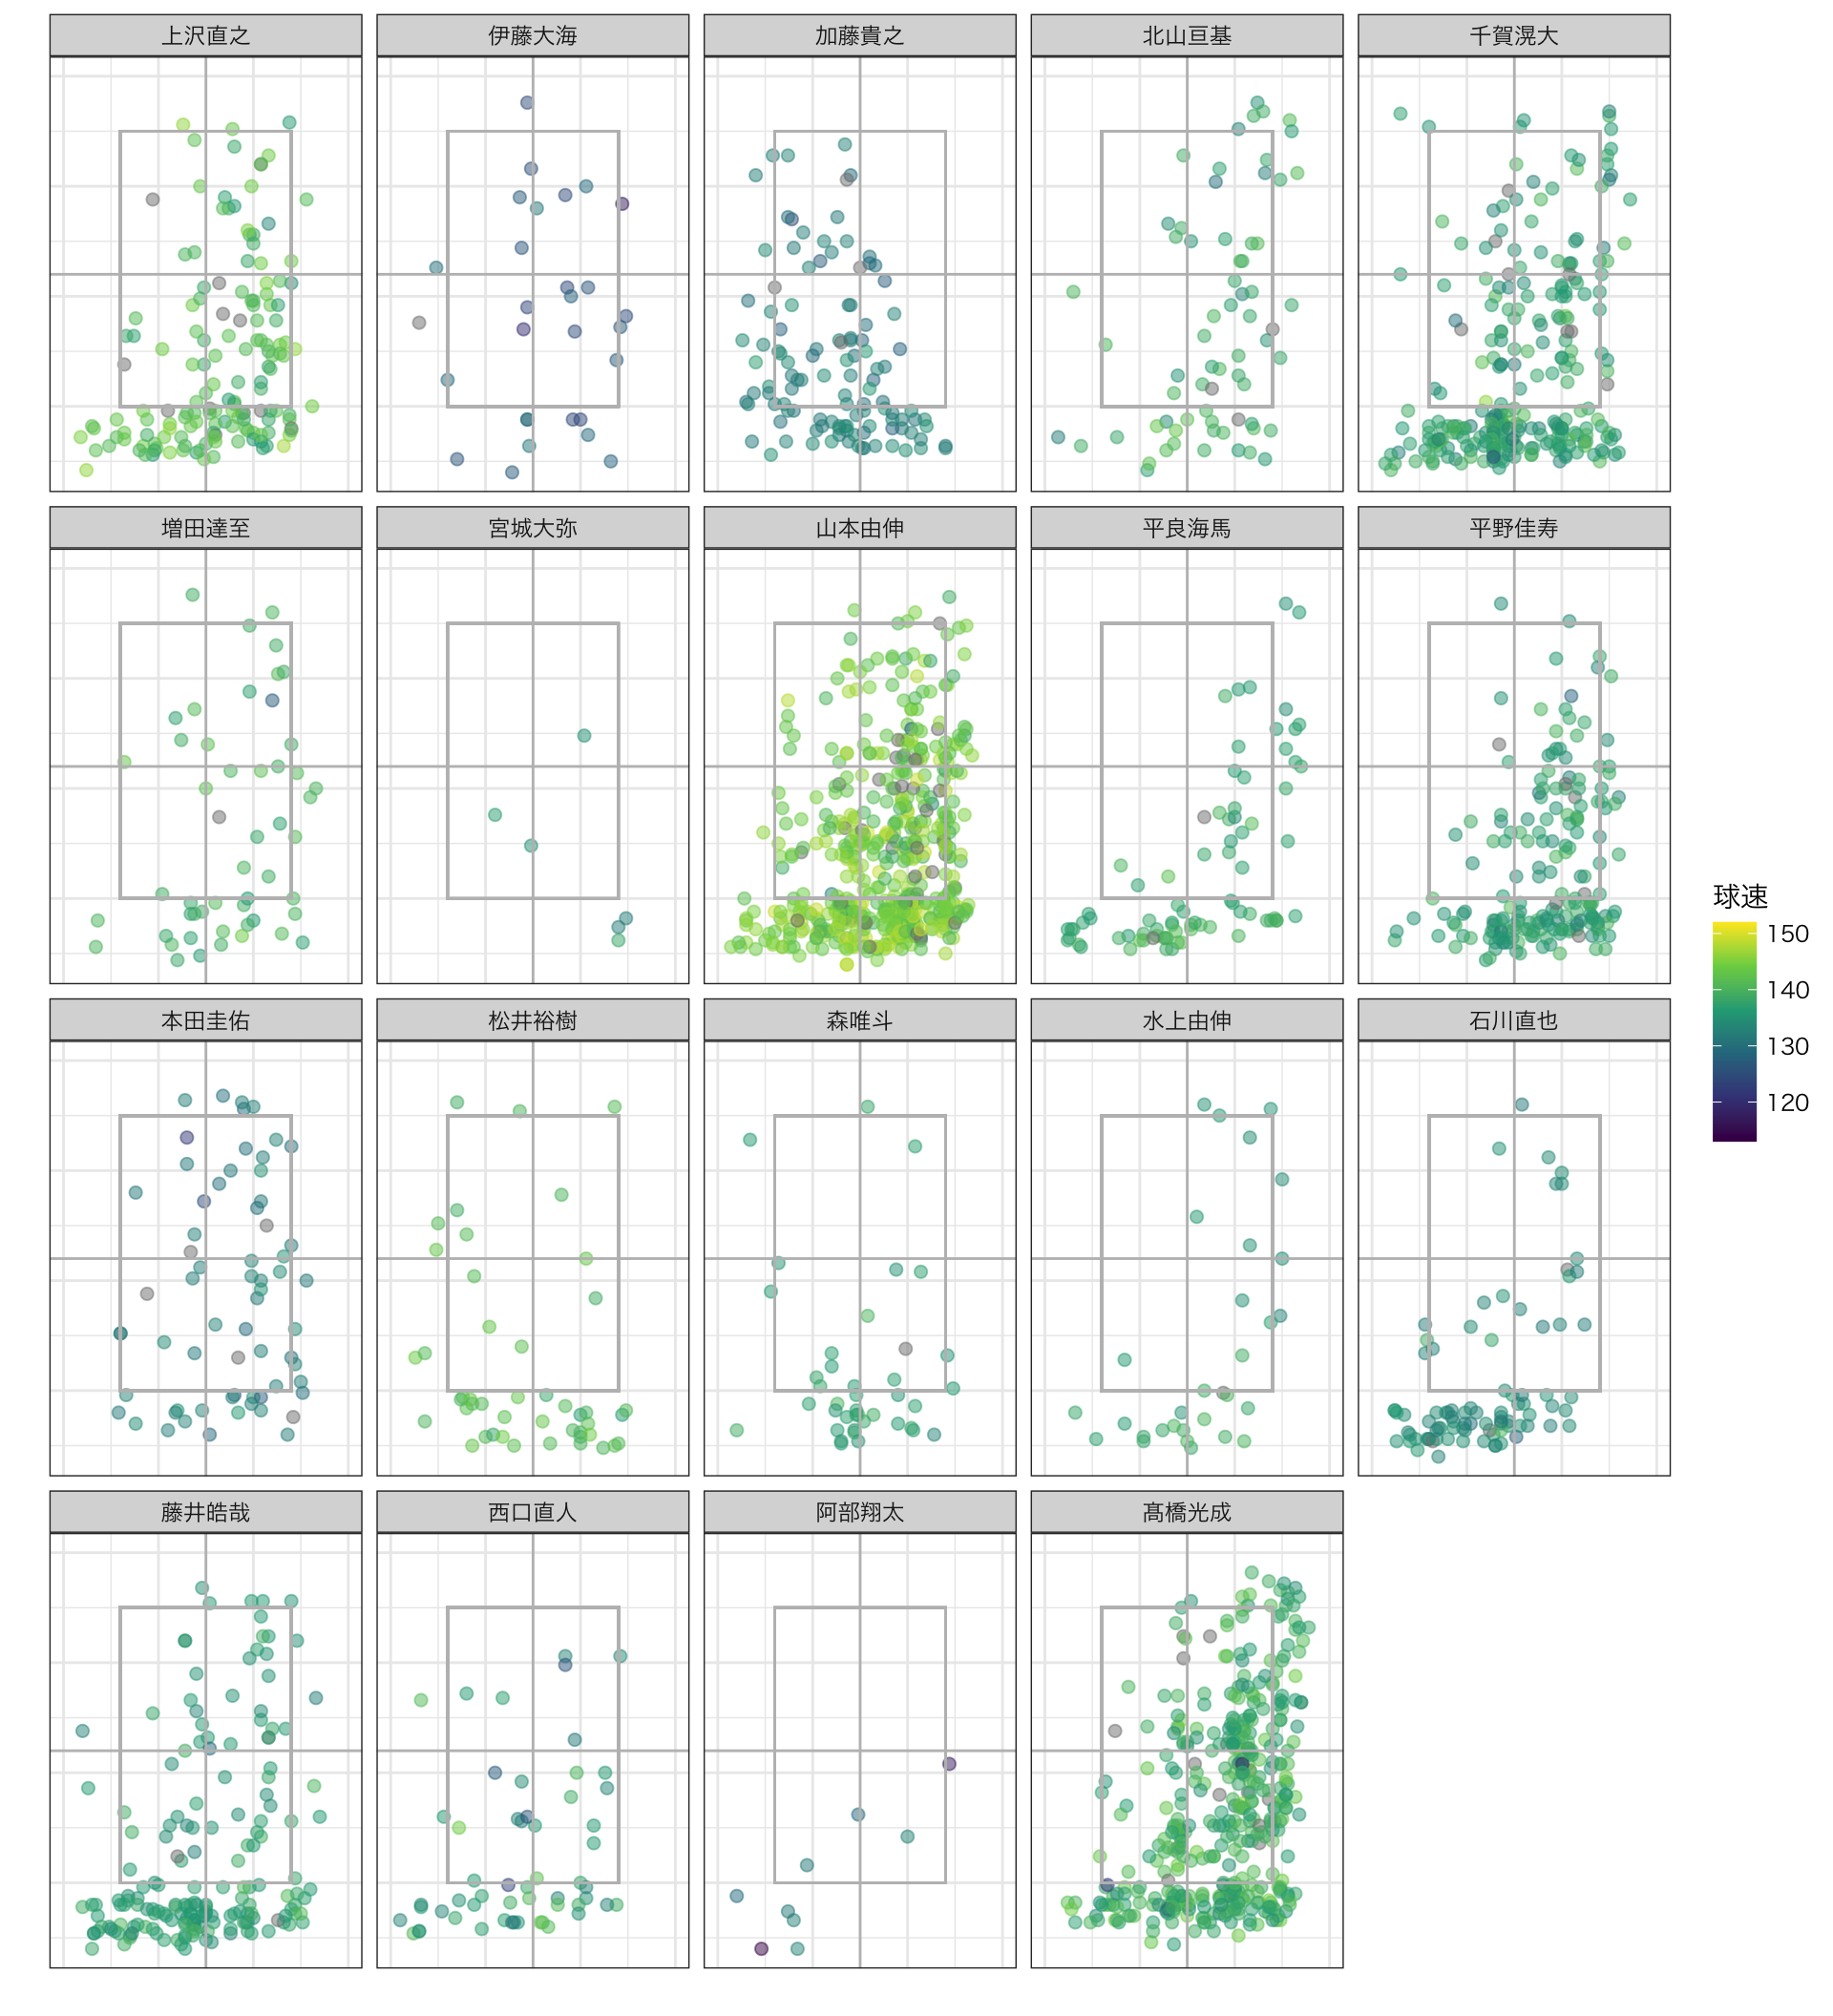 上沢直之
伊藤大海
加藤貴之
北山亘基
千賀滉大
増田達至
宮城大弥
山本由伸
平良海馬
平野佳寿
本田圭佑
松井裕樹
森唯斗
水上由伸
石川直也
藤井皓哉
西口直人
阿部翔太
髙橋光成
球速
150
140
130
120